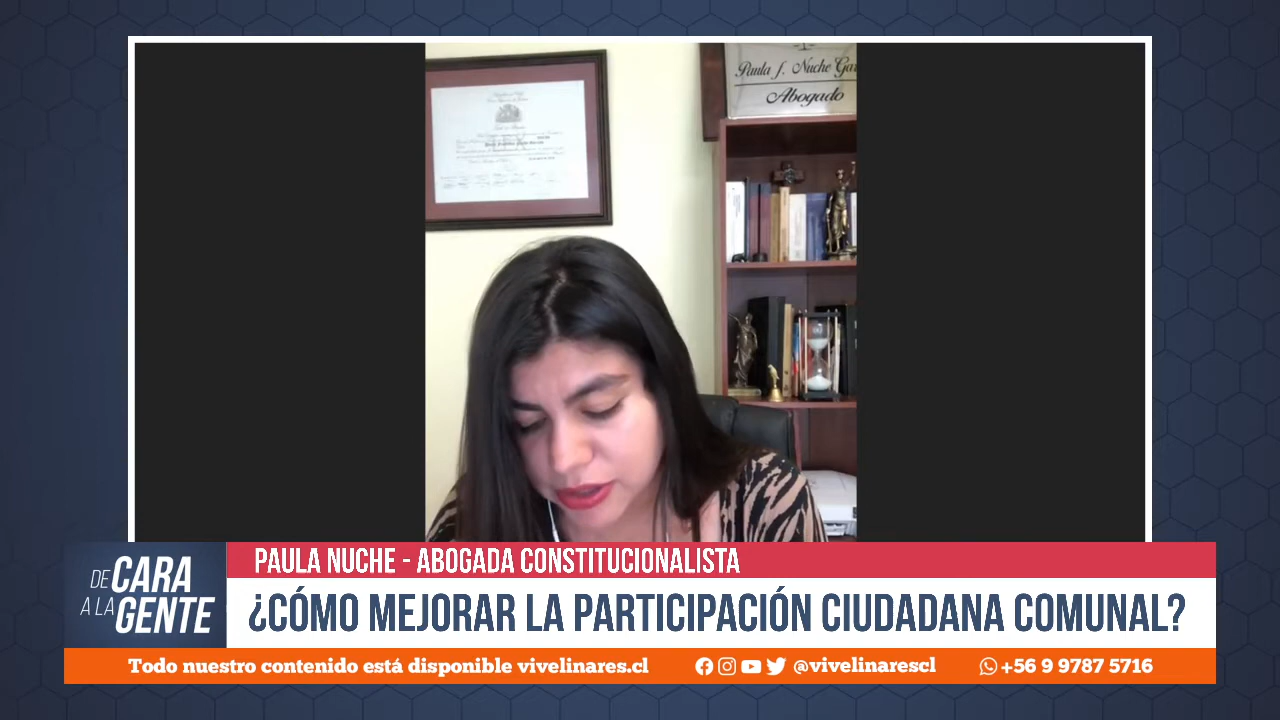 Paula f. Nuche Gar
Abogado
PAULA NUCHE - ABOGADA CONSTITUCIONALISTA
DE CARA
A LA GENTE
¿CÓMO MEJORAR LA PARTICIPACIÓN CIUDADANA COMUNAL?
Todo nuestro contenido está disponible vivelinares.cl
@vivelinarescl
+56 9 9787 5716